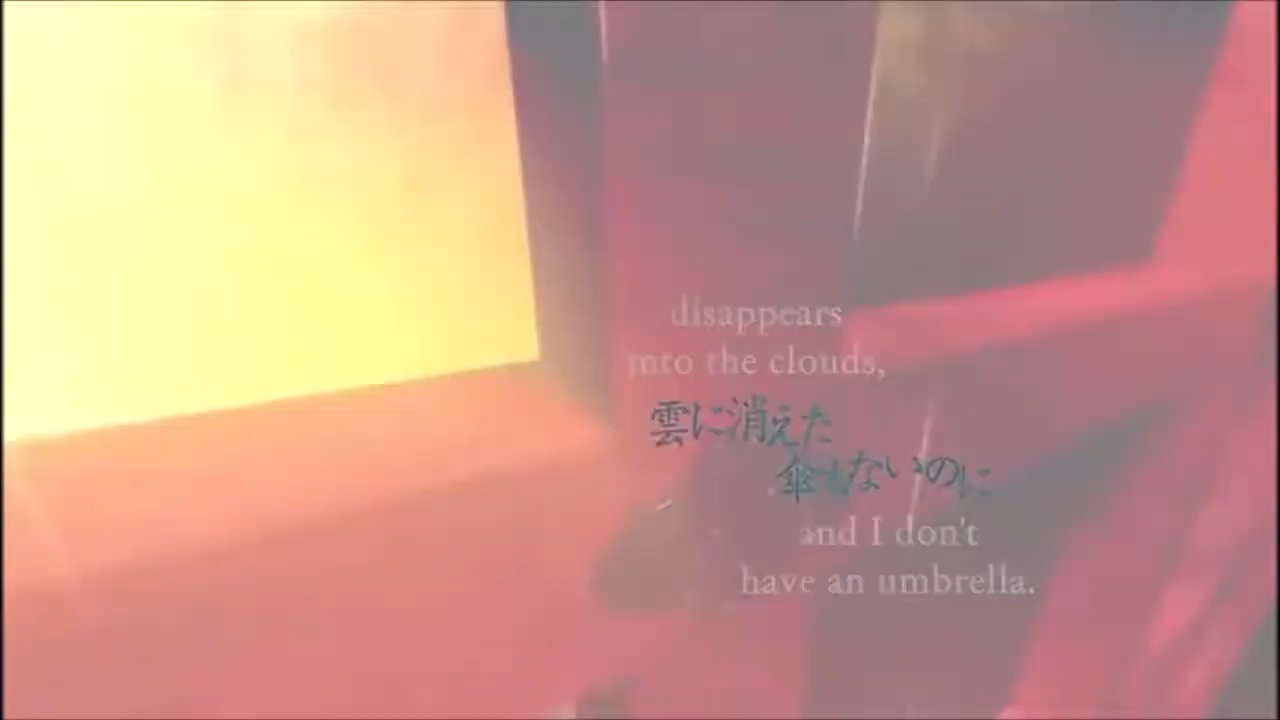 disappears
into the clouds,
雲に消えた
傘もないのに
and I don't
have an umbrella.